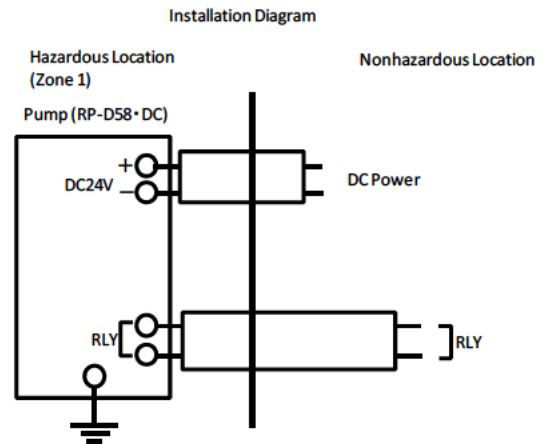 Installation Diagram
Hazardous Location
(Zone 1)
Nonhazardous Location
Pump (RP-D58・DC)
+
DC24V
−
DC Power
RLY
RLY